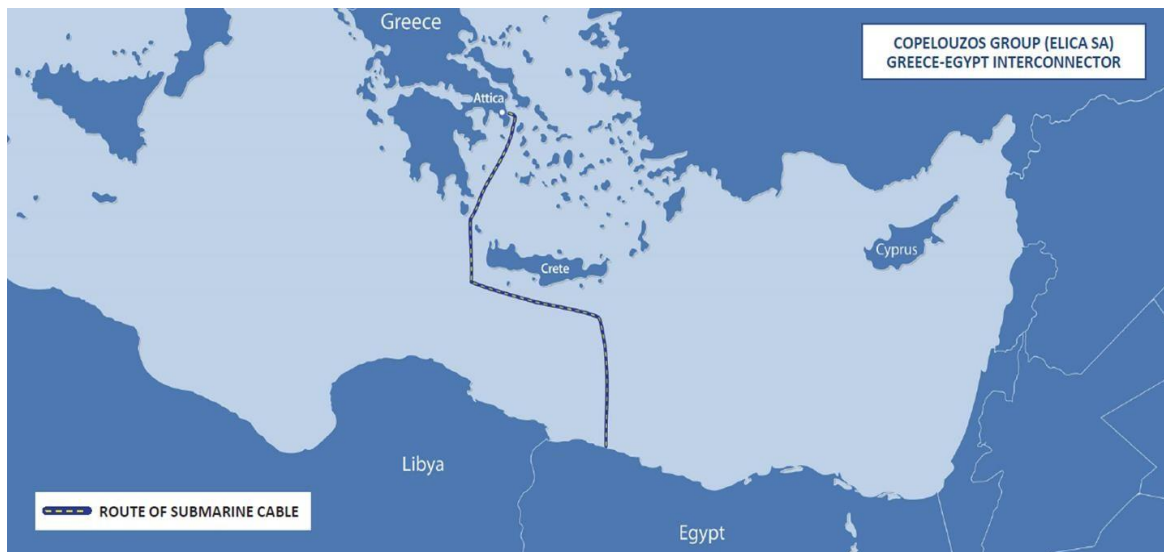 Greece
COPELOUZOS GROUP (ELICA SA)
GREECE-EGYPT INTERCONNECTOR
Attica
Cyprus
Crete
Libya
ROUTE OF SUBMARINE CABLE
Egypt